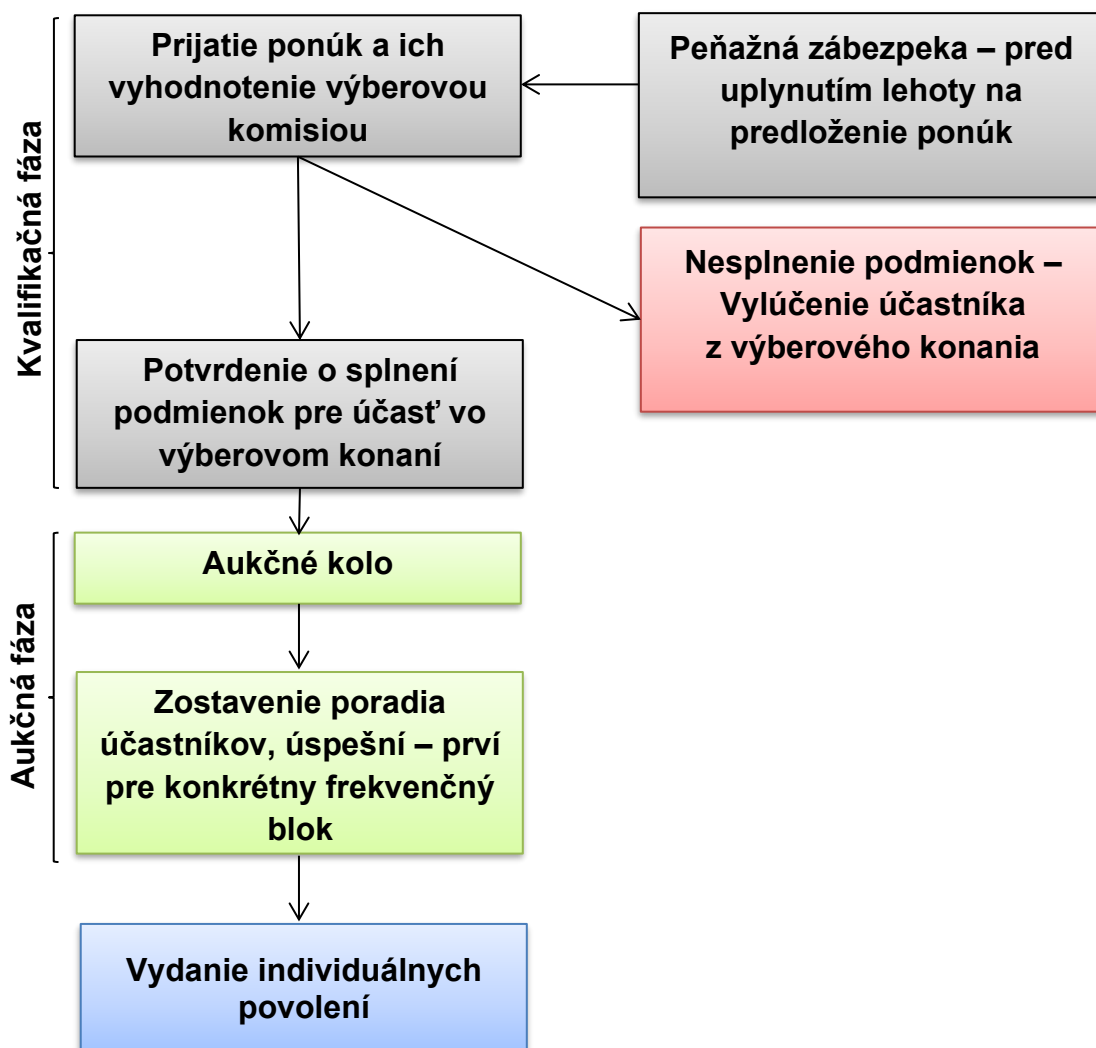 Kvalifikačná fáza
Prijatie ponúk a ich
vyhodnotenie výberovou
komisiou
Peňažná zábezpeka – pred
uplynutím lehoty na
predloženie ponúk
Nesplnenie podmienok –
Vylúčenie účastníka
z výberového konania
Potvrdenie o splnení
podmienok pre účasť vo
výberovom konaní
Aukčná fáza
Aukčné kolo
Zostavenie poradia
účastníkov, úspešní – prví
pre konkrétny frekvenčný
blok
Vydanie individuálnych
povolení